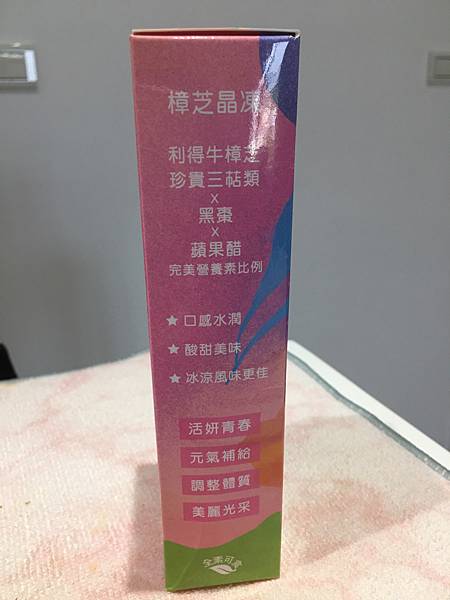 樟芝晶凍
利得牛樟芝
珍貴三萜類
x
黑棗
x
蘋果醋
完美營養素比例
★ 口感水潤
★ 酸甜美味
★ 冰涼風味更佳
活妍青春
元氣補給
調整體質
美麗光采
全素可食